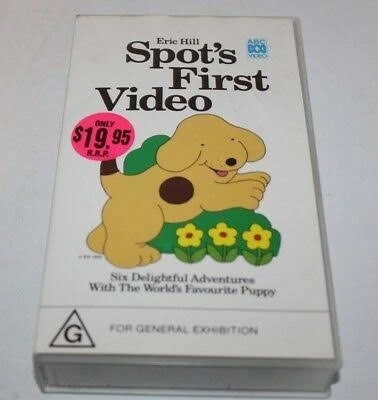 Eric Hill
ABC
VIDEO
Spot's
First
Video
ONLY
$19.95
R.R.P.
Six Delightful Adventures
With The World's Favourite Puppy
G
FOR GENERAL EXHIBITION